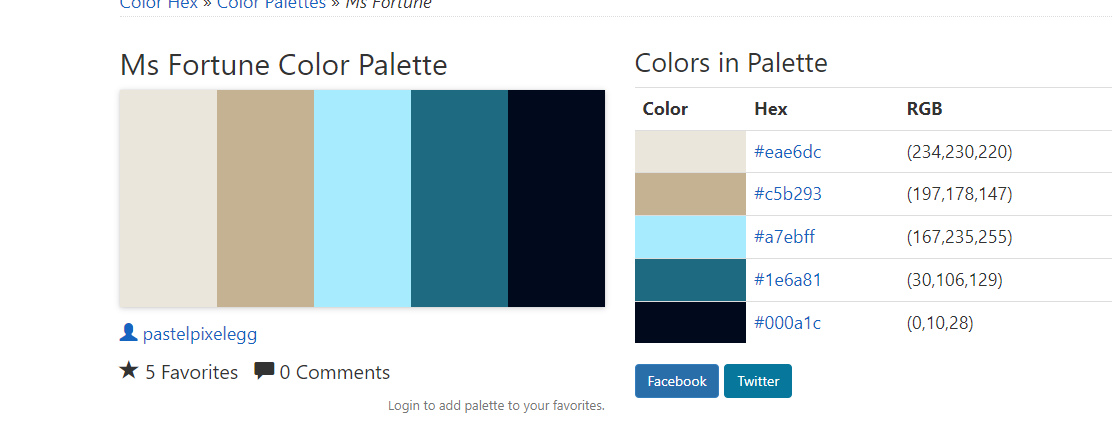 Color Hex » Color Palettes » Ms Fortune
Ms Fortune Color Palette
pastelpixelegg
5 Favorites 0 Comments
Login to add palette to your favorites.
Colors in Palette
Color Hex RGB
#eae6dc (234,230,220)
#c5b293 (197,178,147)
#a7ebff (167,235,255)
#1e6a81 (30,106,129)
#000a1c (0,10,28)
Facebook Twitter